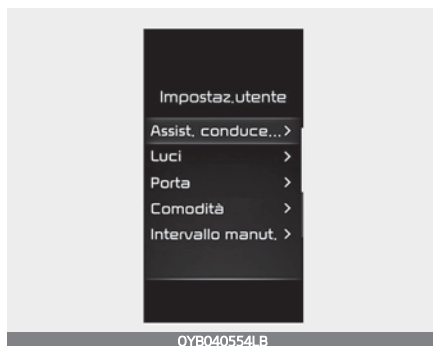 Impostaz.utente
Assist. conduce...>
Luci >
Porta >
Comodità >
Intervallo manut. >
OYB040554LB